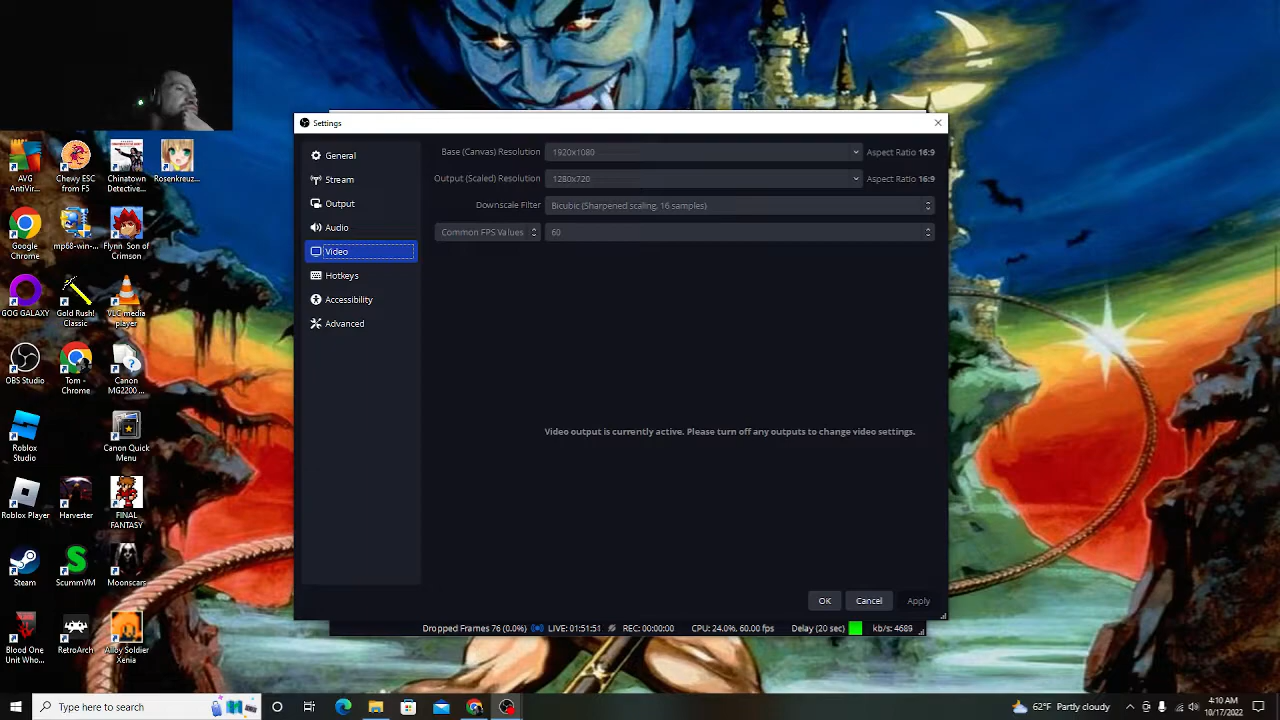 Settings
General
Stream
Output
Audio
Video
Hotkeys
Accessibility
Advanced
Base (Canvas) Resolution 1920x1080 Aspect Ratio 16:9
Output (Scaled) Resolution 1280x720 Aspect Ratio 16:9
Downscale Filter Bicubic (Sharpened scaling, 16 samples)
Common FPS Values 60
Video output is currently active. Please turn off any outputs to change video settings.
OK Cancel Apply
Dropped Frames 76 (0.0%) LIVE: 01:51:51 REC: 00:00:00 CPU: 24.0%, 60.00 fps Delay (20 sec) kb/s: 4689
AVG
AntiVir...
Chewy ESC
from F5
Chinatown
Detective...
Rosenkreuz...
Google
Chrome
mp68-win-...
Flynn Son of
Crimson
GOG GALAXY
Gold Rush!
Classic
VLC media
player
OBS Studio
Tom -
Chrome
Canon
MG2200 ...
Roblox
Studio
Canon Quick
Menu
Roblox Player
Harvester
FINAL
FANTASY
Steam
ScummVM
Moonscars
Blood One
Unit Who...
RetroArch
Alloy Soldier
Xenia
Type here to search
62°F Partly cloudy
4:10 AM
10/17/2022